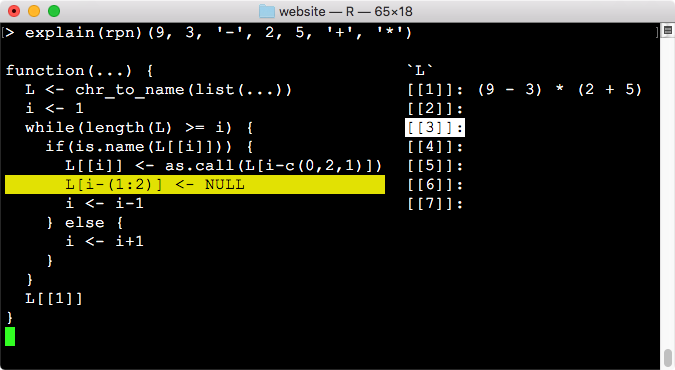 website — R — 65×18
> explain(rpn)(9, 3, '-', 2, 5, '+', '*')
function(...) {
  L <- chr_to_name(list(...))
  i <- 1
  while(length(L) >= i) {
    if(is.name(L[[i]])) {
      L[[i]] <- as.call(L[i-c(0,2,1)])
      L[i-(1:2)] <- NULL
      i <- i-1
    } else {
      i <- i+1
    }
  }
  L[[1]]
}
`L`
[[1]]: (9 - 3) * (2 + 5)
[[2]]:
[[3]]:
[[4]]:
[[5]]:
[[6]]:
[[7]]: